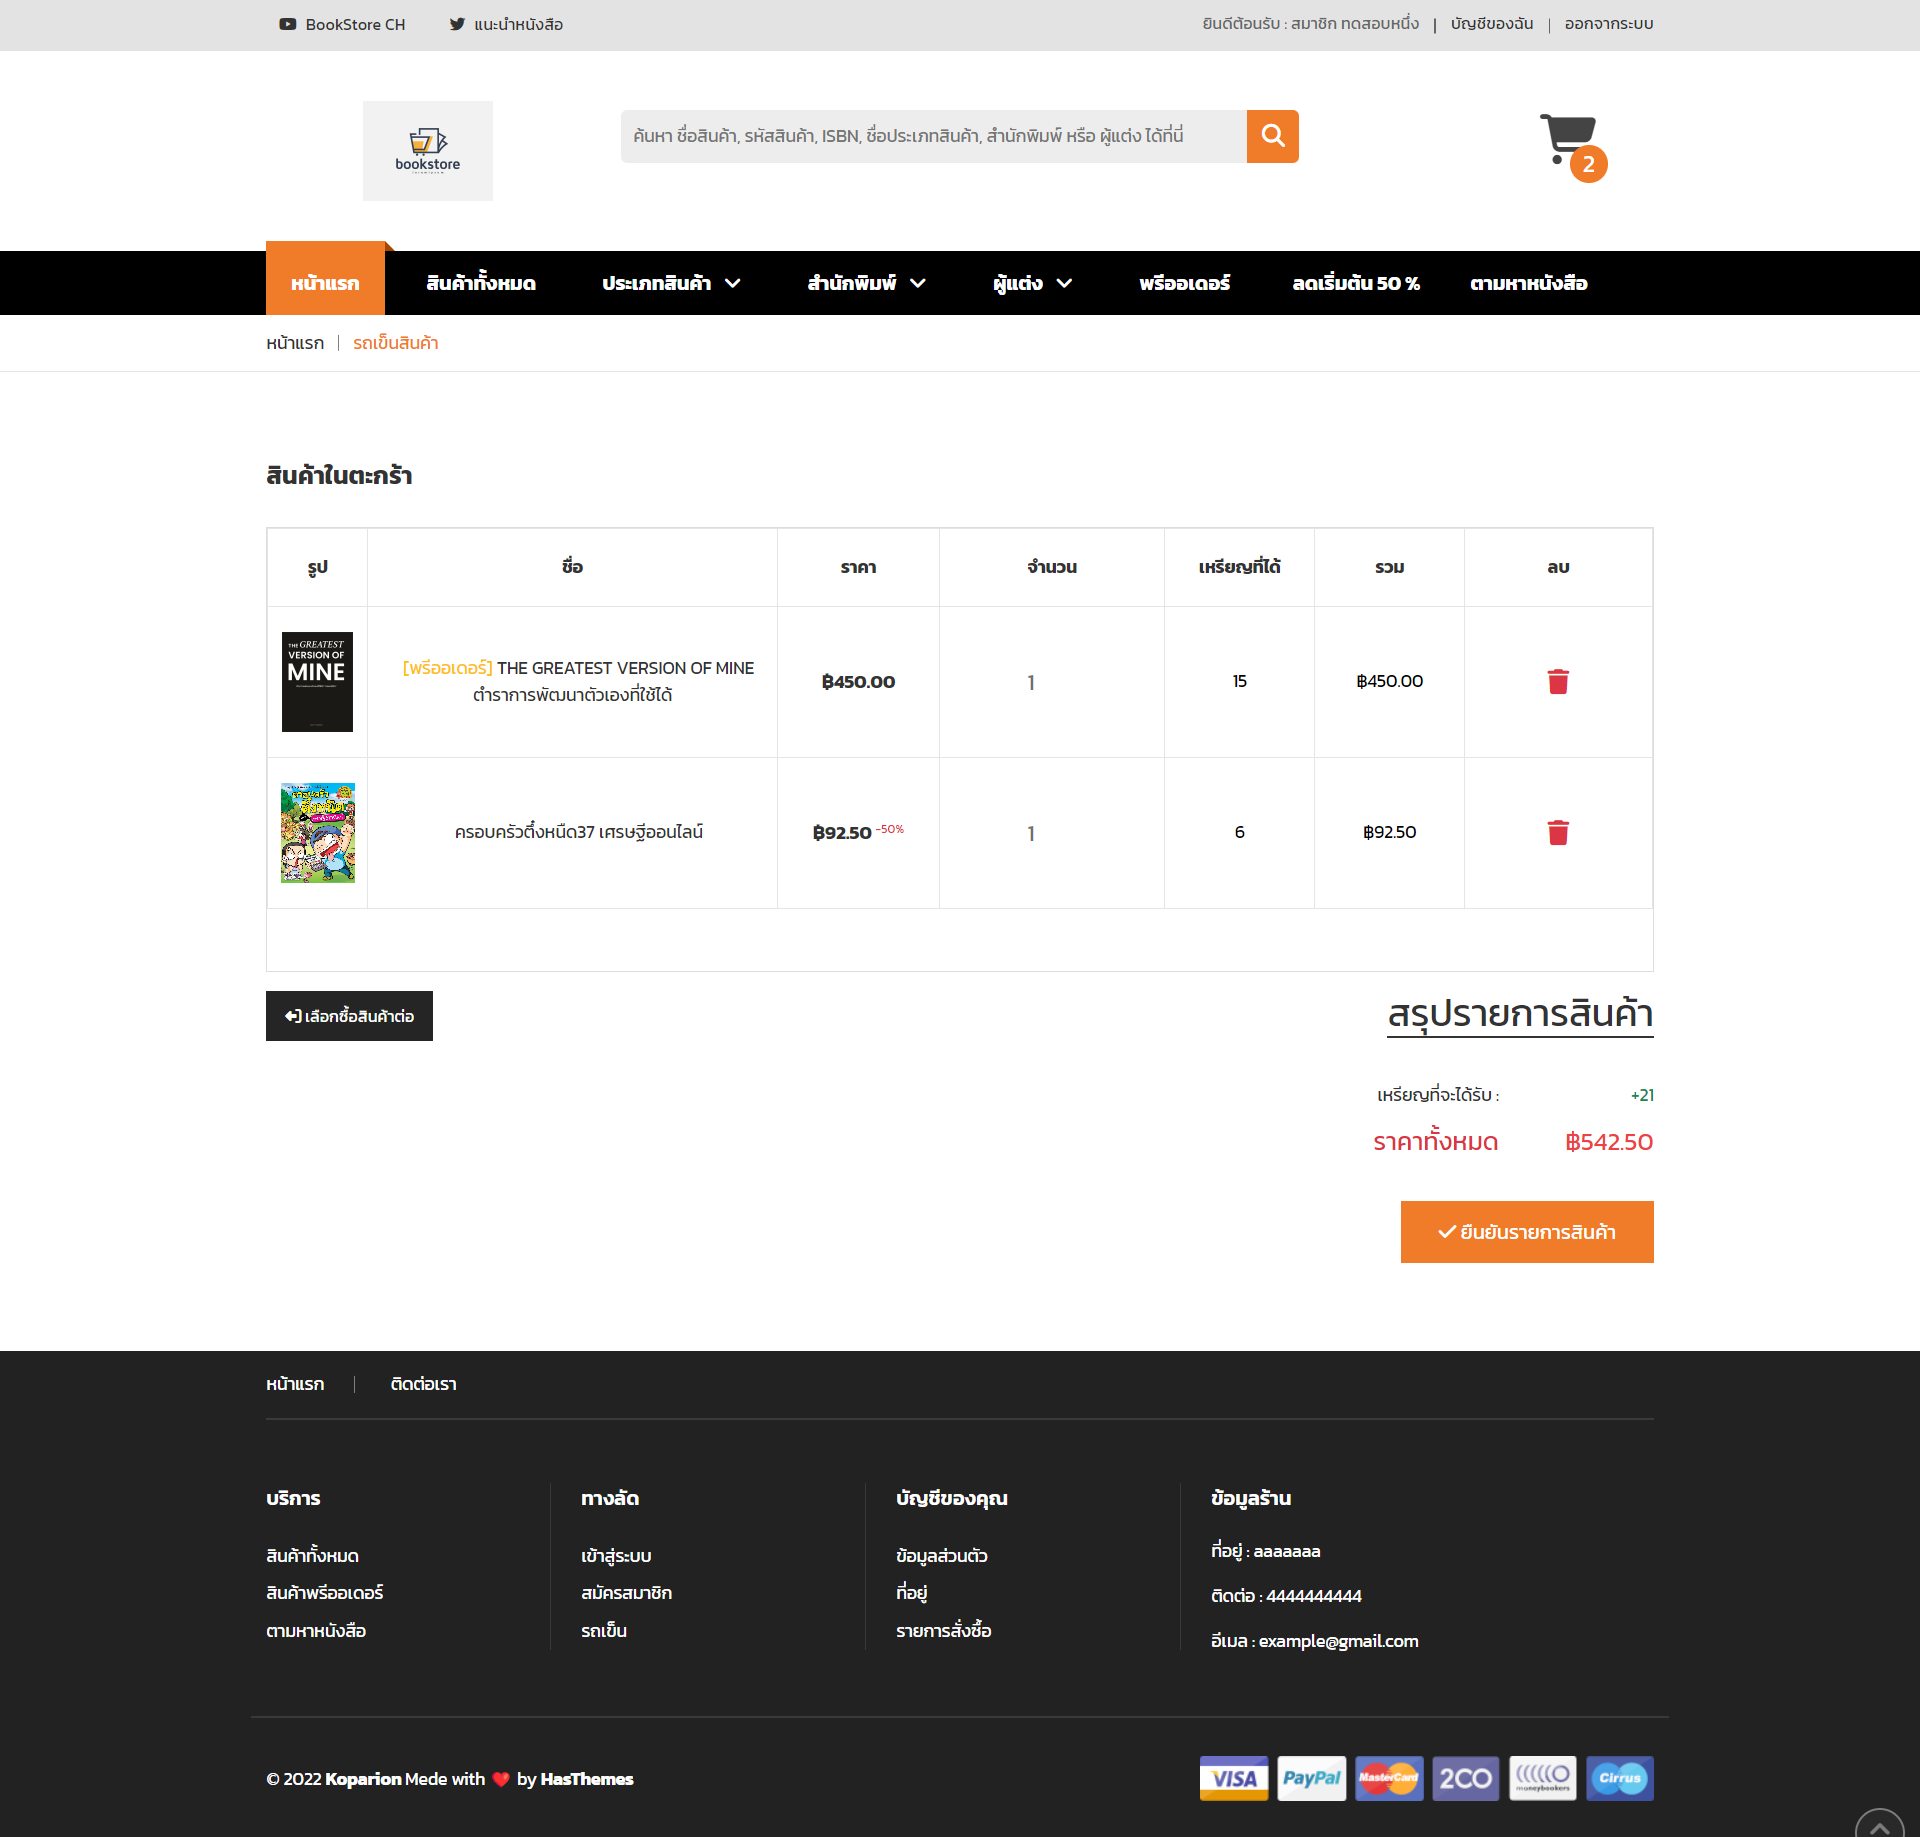 BookStore CH
แนะนำหนังสือ
ยินดีต้อนรับ : สมาชิก ทดสอบหนึ่ง | บัญชีของฉัน | ออกจากระบบ
bookstore
ค้นหา ชื่อสินค้า, รหัสสินค้า, ISBN, ชื่อประเภทสินค้า, สำนักพิมพ์ หรือ ผู้แต่ง ได้ที่นี่
2
หน้าแรก สินค้าทั้งหมด ประเภทสินค้า สำนักพิมพ์ ผู้แต่ง พรีออเดอร์ ลดเริ่มต้น 50 % ตามหาหนังสือ
หน้าแรก | รถเข็นสินค้า
สินค้าในตะกร้า
รูป ชื่อ ราคา จำนวน เหรียญที่ได้ รวม ลบ
THE GREATEST
VERSION OF
MINE
[พรีออเดอร์] THE GREATEST VERSION OF MINE
ตำราการพัฒนาตัวเองที่ใช้ได้
฿450.00 1 15 ฿450.00
ครอบครัวตึ๋งหนืด37 เศรษฐีออนไลน์ ฿92.50 -50% 1 6 ฿92.50
เลือกซื้อสินค้าต่อ
สรุปรายการสินค้า
เหรียญที่จะได้รับ : +21
ราคาทั้งหมด ฿542.50
ยืนยันรายการสินค้า
หน้าแรก | ติดต่อเรา
บริการ
สินค้าทั้งหมด
สินค้าพรีออเดอร์
ตามหาหนังสือ
ทางลัด
เข้าสู่ระบบ
สมัครสมาชิก
รถเข็น
บัญชีของคุณ
ข้อมูลส่วนตัว
ที่อยู่
รายการสั่งซื้อ
ข้อมูลร้าน
ที่อยู่ : aaaaaaa
ติดต่อ : 4444444444
อีเมล : example@gmail.com
© 2022 Koparion Mede with ❤️ by HasThemes
VISA PayPal MasterCard 2CO moneybookers Cirrus